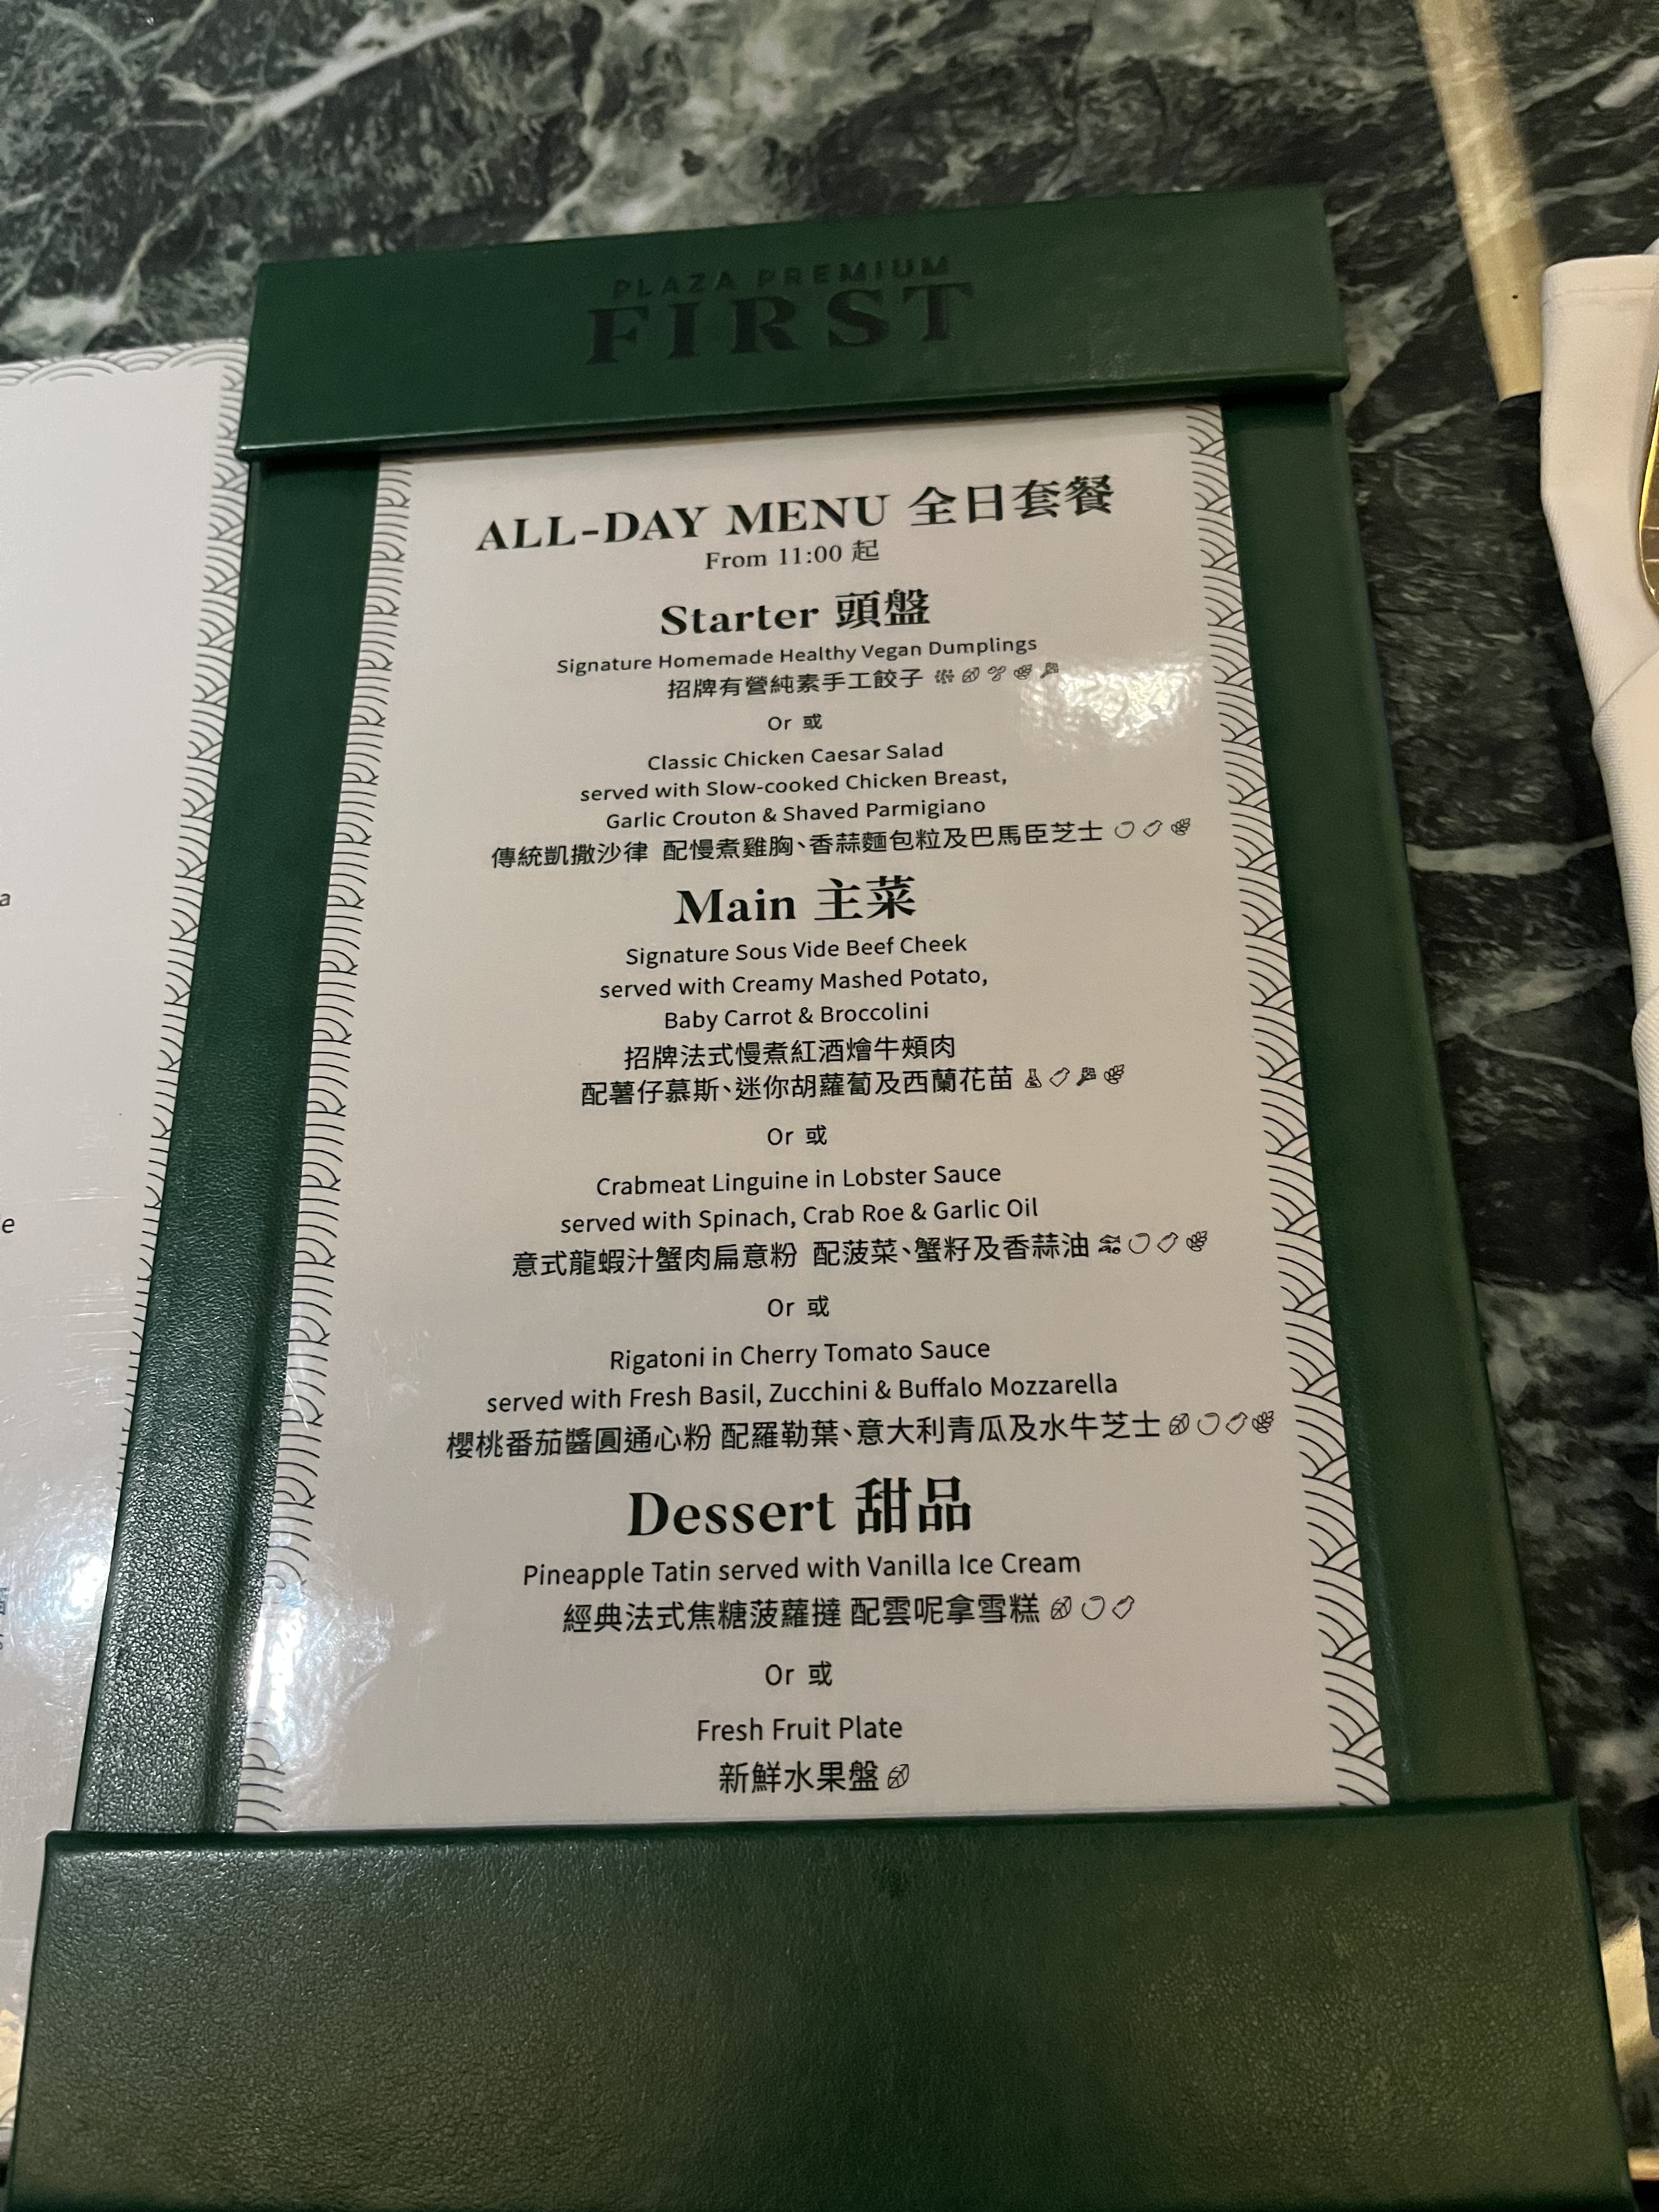 PLAZA PREMIUM
FIRST
ALL-DAY MENU 全日套餐
From 11:00 起
Starter 頭盤
Signature Homemade Healthy Vegan Dumplings
招牌有營純素手工餃子
Or 或
Classic Chicken Caesar Salad
served with Slow-cooked Chicken Breast,
Garlic Crouton & Shaved Parmigiano
傳統凱撒沙律 配慢煮雞胸、香蒜麵包粒及巴馬臣芝士
Main 主菜
Signature Sous Vide Beef Cheek
served with Creamy Mashed Potato,
Baby Carrot & Broccolini
招牌法式慢煮紅酒燴牛頰肉
配薯仔慕斯、迷你胡蘿蔔及西蘭花苗
Or 或
Crabmeat Linguine in Lobster Sauce
served with Spinach, Crab Roe & Garlic Oil
意式龍蝦汁蟹肉扁意粉 配菠菜、蟹籽及香蒜油
Or 或
Rigatoni in Cherry Tomato Sauce
served with Fresh Basil, Zucchini & Buffalo Mozzarella
櫻桃番茄醬圓通心粉 配羅勒葉、意大利青瓜及水牛芝士
Dessert 甜品
Pineapple Tatin served with Vanilla Ice Cream
經典法式焦糖菠蘿撻 配雲呢拿雪糕
Or 或
Fresh Fruit Plate
新鮮水果盤